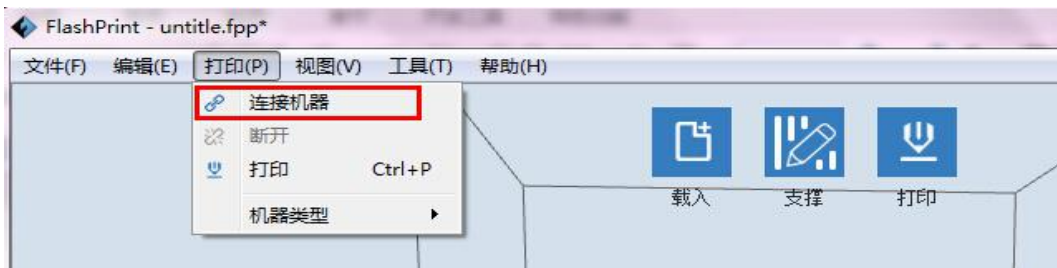 FlashPrint - untitle.fpp*
文件(F) 编辑(E) 打印(P) 视图(V) 工具(T) 帮助(H)
连接机器
断开
打印 Ctrl+P
机器类型
载入 支撑 打印